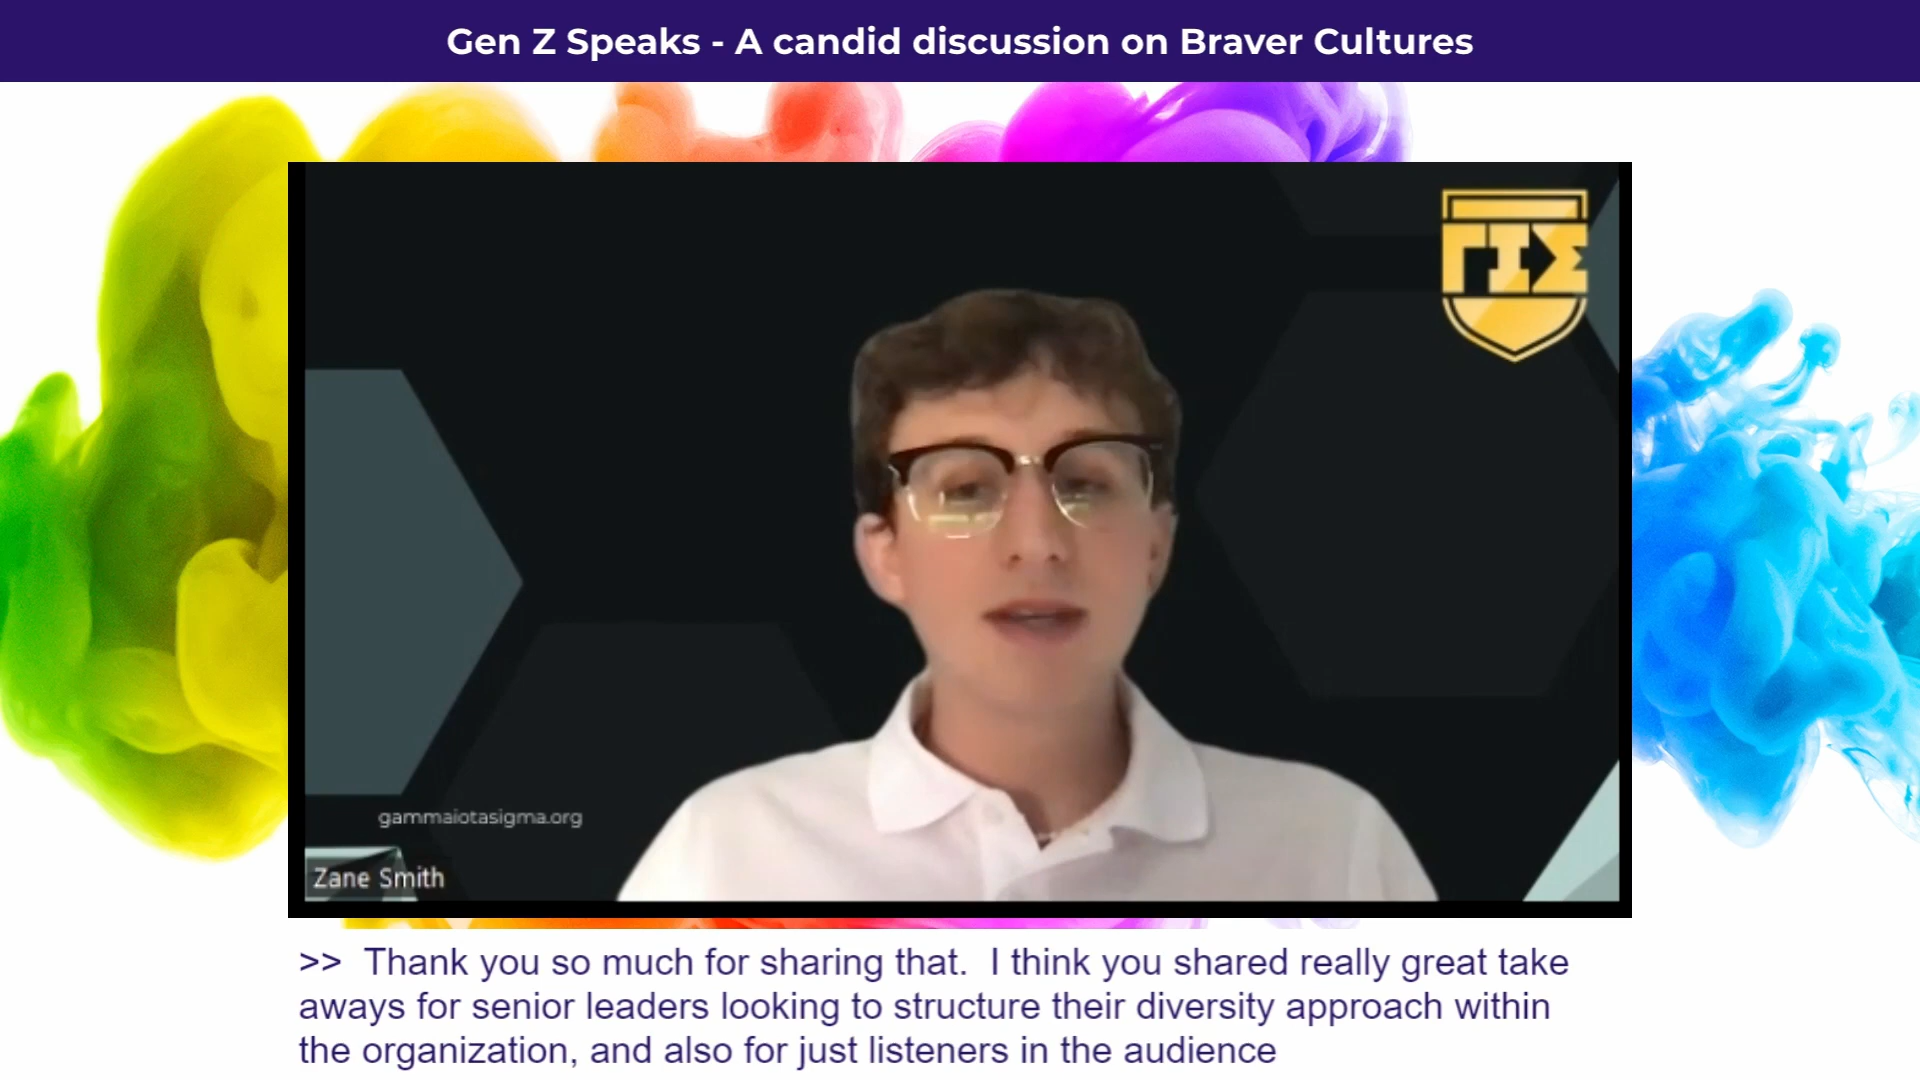 Gen Z Speaks - A candid discussion on Braver Cultures
ΓΙΣ
gammaiotasigma.org
Zane Smith
>>  Thank you so much for sharing that.  I think you shared really great take
aways for senior leaders looking to structure their diversity approach within
the organization, and also for just listeners in the audience